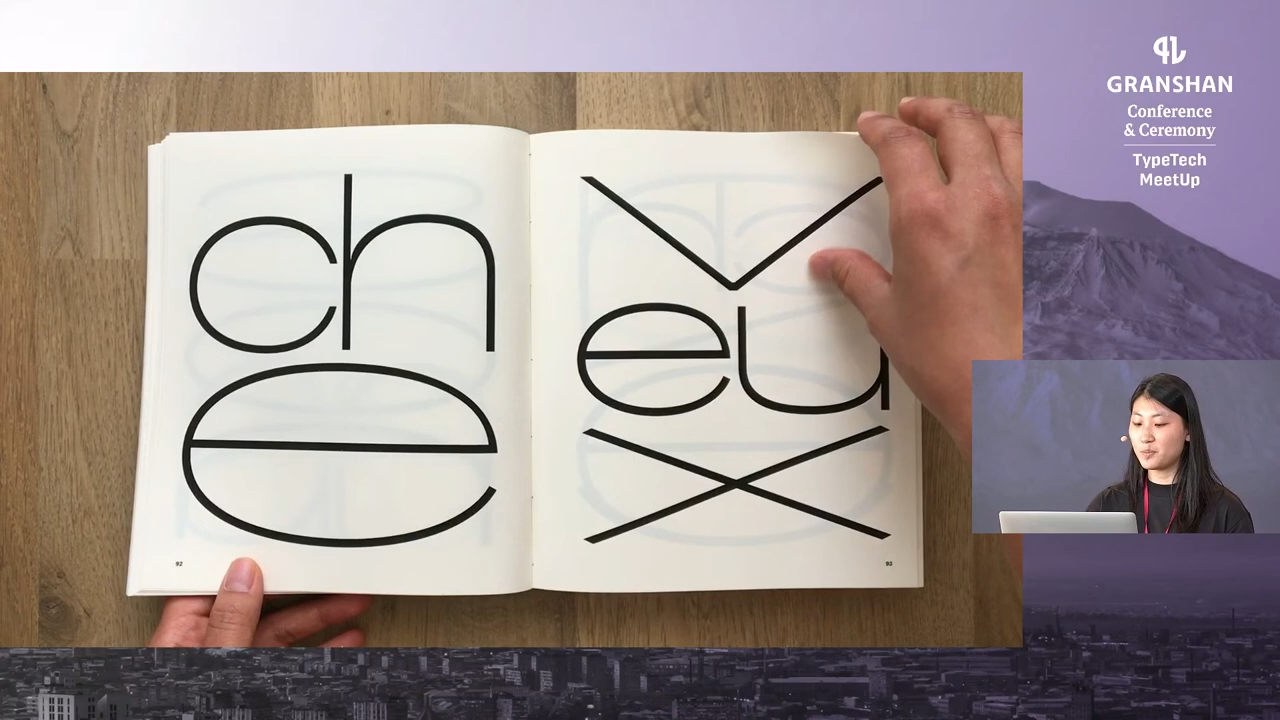 ch
e
92
v
eu
x
93
GRANSHAN
Conference
& Ceremony
TypeTech
MeetUp